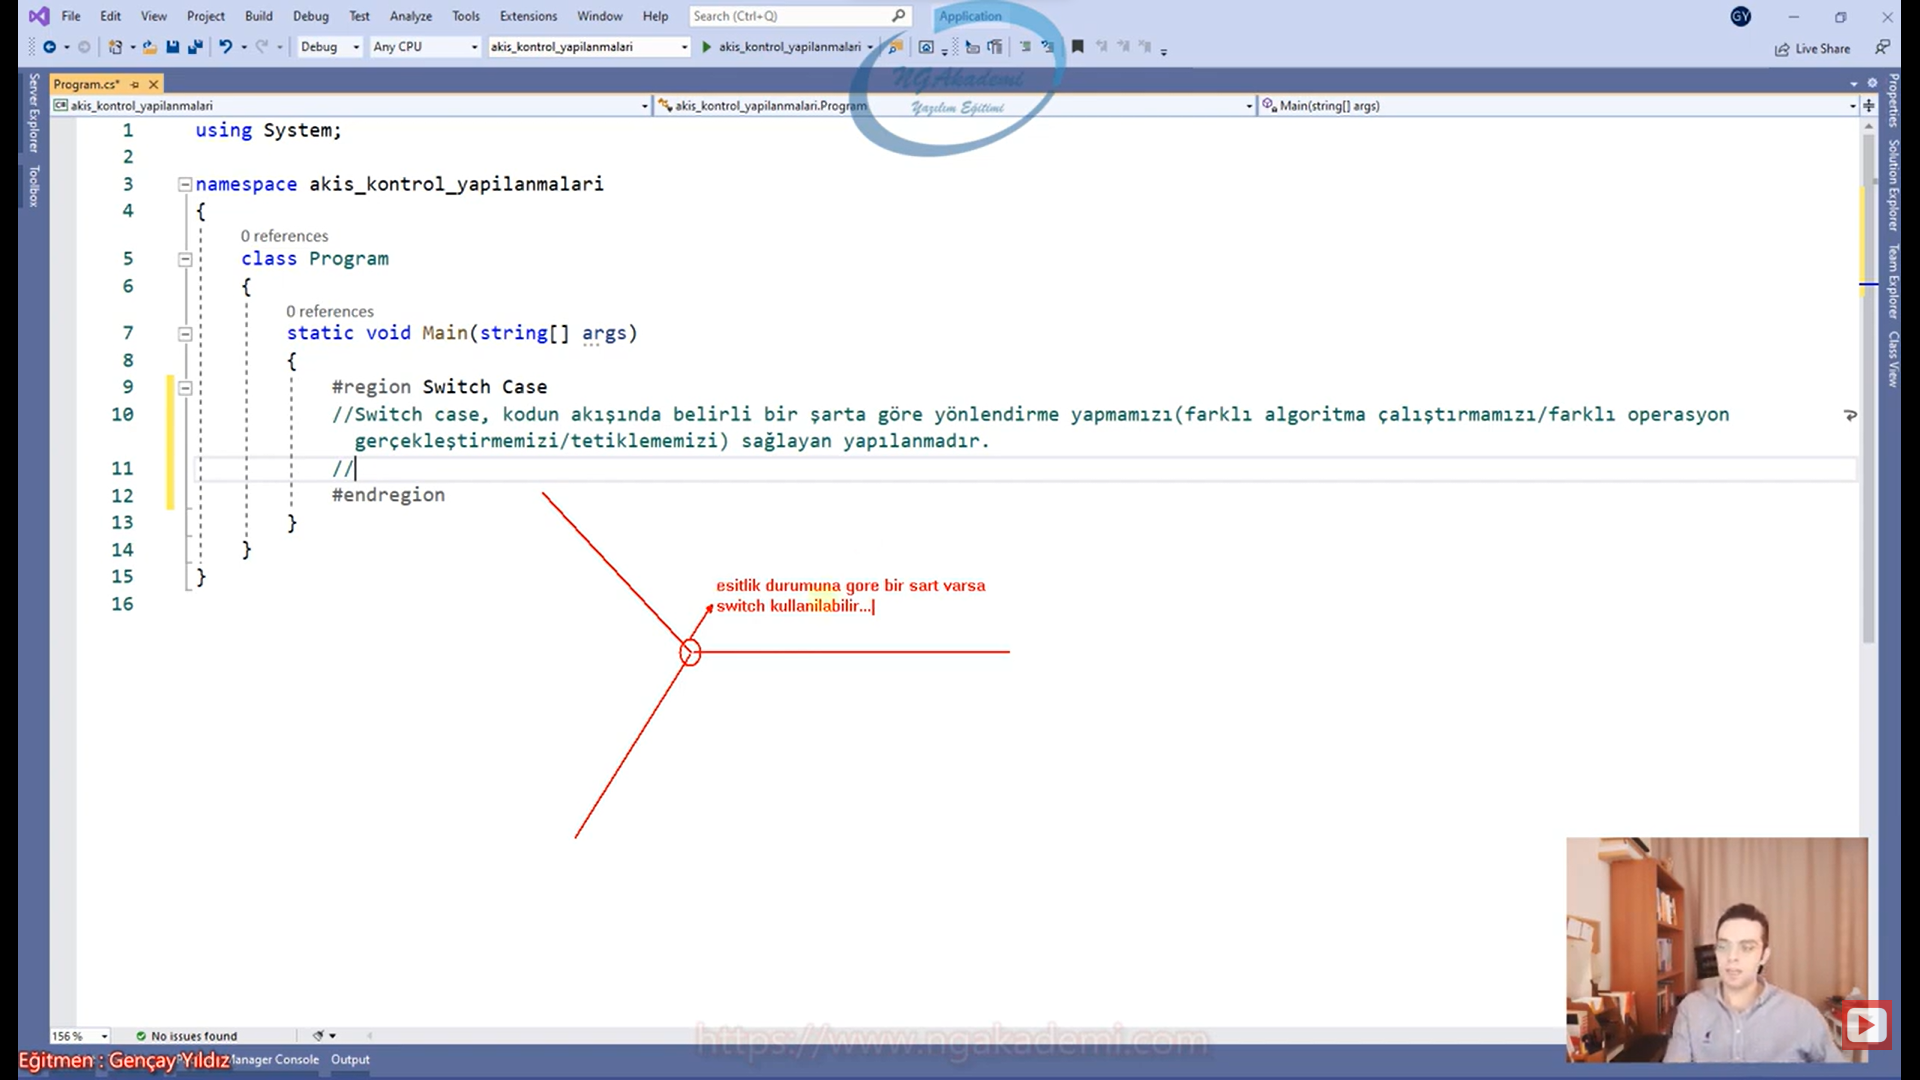 File Edit View Project Build Debug Test Analyze Tools Extensions Window Help Search (Ctrl+Q) Application GY
Debug Any CPU akis_kontrol_yapilanmalari akis_kontrol_yapilanmalari Live Share
NGAkademi
Yazılım Eğitimi
Server Explorer
Toolbox
Program.cs*
akis_kontrol_yapilanmalari akis_kontrol_yapilanmalari.Program Main(string[] args)
1 using System;
2
3 namespace akis_kontrol_yapilanmalari
4 {
0 references
5 class Program
6 {
0 references
7 static void Main(string[] args)
8 {
9 #region Switch Case
10 //Switch case, kodun akışında belirli bir şarta göre yönlendirme yapmamızı(farklı algoritma çalıştırmamızı/farklı operasyon
gerçekleştirmemizi/tetiklememizi) sağlayan yapılanmadır.
11 //
12 #endregion
13 }
14 }
15 }
16
esitlik durumuna gore bir sart varsa
switch kullanilabilir...
Properties
Solution Explorer
Team Explorer
Class View
156 % No issues found
https://www.ngakademi.com
Eğitmen : Gençay Yıldız Manager Console Output